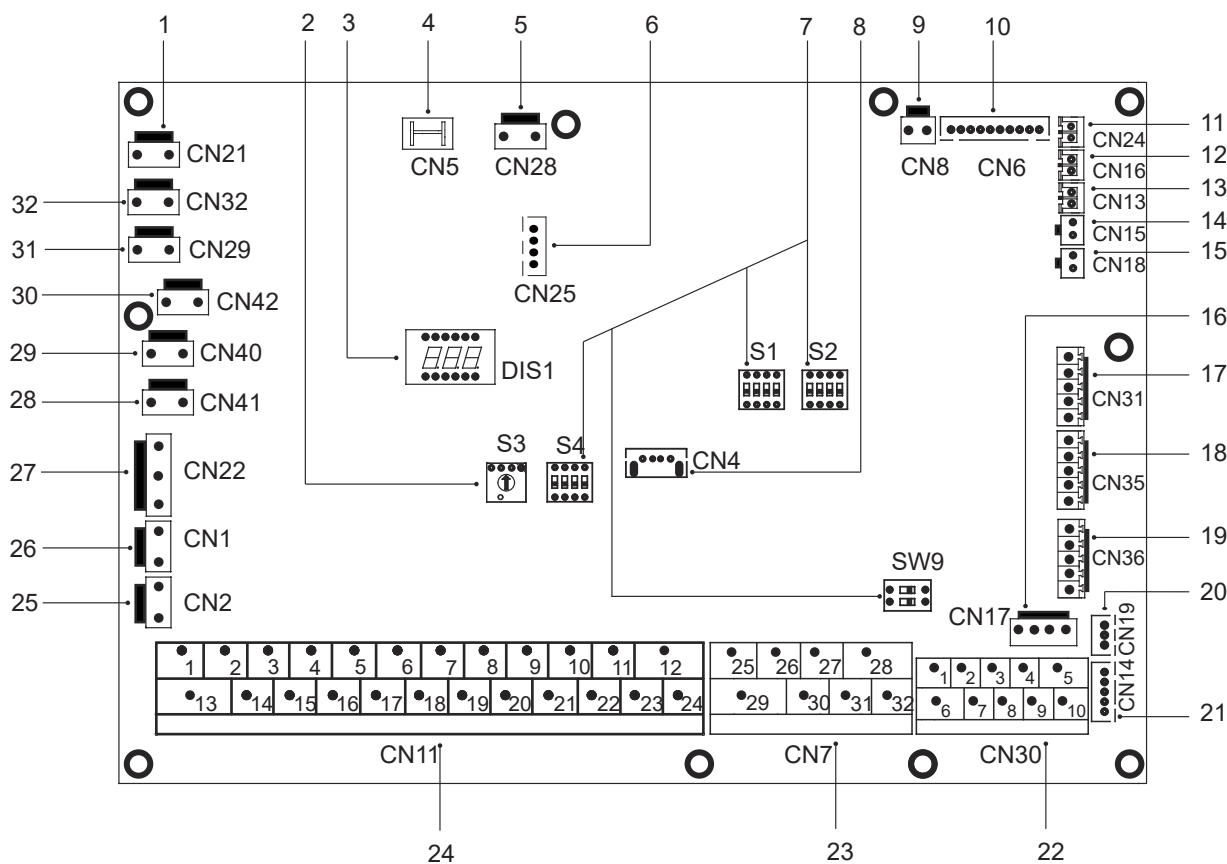 1 2 3 4 5 6 7 8 9 10
11
CN21 CN5 CN28 CN8 CN6 CN24
12
CN16
32 CN32 13
CN13
31 CN29 14
CN15
15
CN25 CN18
30 CN42
16
29 CN40 DIS1 S1 S2
17
28 CN41 CN31
S3 S4
27 CN22 CN4 18
CN35
26 CN1 19
CN36
SW9
25 CN2 20
CN17 CN19
1 2 3 4 5 6 7 8 9 10 11 12 25 26 27 28 1 2 3 4 5
CN14
13 14 15 16 17 18 19 20 21 22 23 24 29 30 31 32 6 7 8 9 10
21
CN11 CN7 CN30
24 23 22